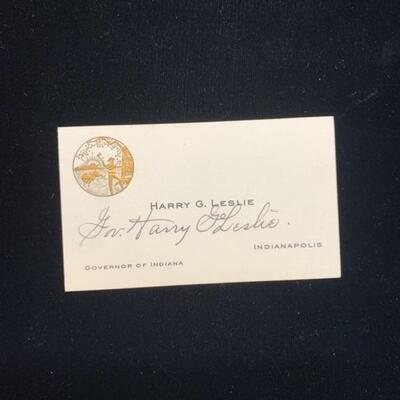 HARRY G. LESLIE
Gov. Harry G Leslie.
INDIANAPOLIS
GOVERNOR OF INDIANA